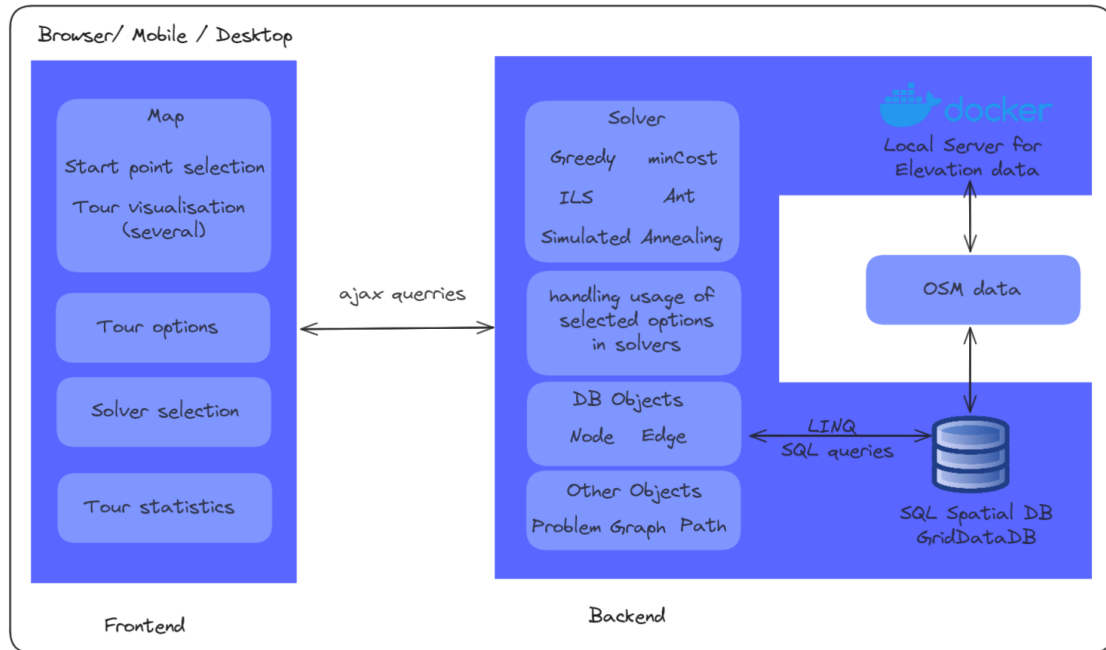 Browser/ Mobile / Desktop
Map
Start point selection
Tour visualisation
(several)
Tour options
Solver selection
Tour statistics
Frontend
ajax querries
Solver
Greedy minCost
ILS Ant
Simulated Annealing
handling usage of
selected options
in solvers
DB Objects
Node Edge
Other Objects
Problem Graph Path
Backend
docker
Local Server for
Elevation data
OSM data
LINQ
SQL queries
SQL Spatial DB
GridDataDB